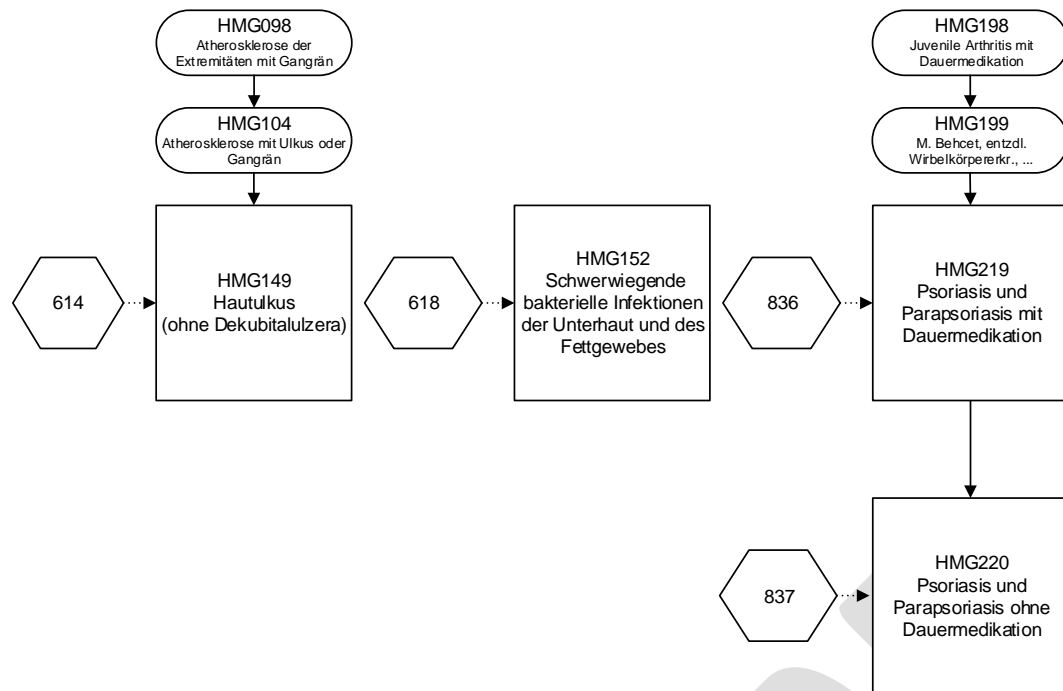 HMG098
Atherosklerose der
Extremitäten mit Gangrän
HMG198
Juvenile Arthritis mit
Dauermedikation
HMG104
Atherosklerose mit Ulkus oder
Gangrän
HMG199
M. Behcet, entzdl.
Wirbelkörpererkr., ...
614
HMG149
Hautulkus
(ohne Dekubitalulzera)
618
HMG152
Schwerwiegende
bakterielle Infektionen
der Unterhaut und des
Fettgewebes
836
HMG219
Psoriasis und
Parapsoriasis mit
Dauermedikation
837
HMG220
Psoriasis und
Parapsoriasis ohne
Dauermedikation